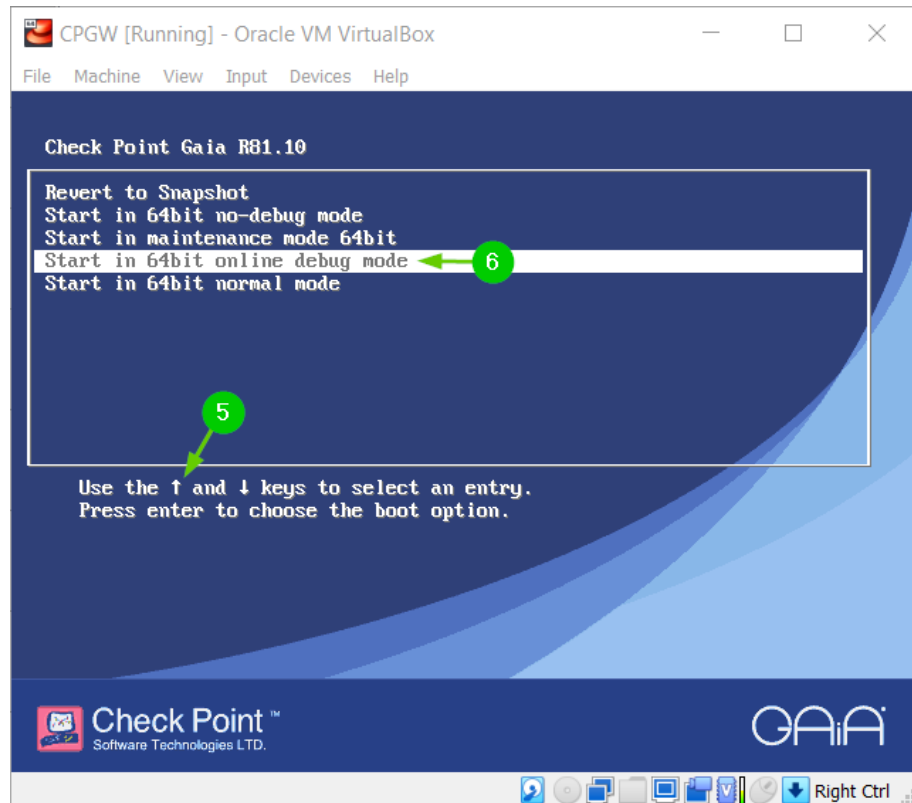 CPGW [Running] - Oracle VM VirtualBox
File Machine View Input Devices Help
Check Point Gaia R81.10
Revert to Snapshot
Start in 64bit no-debug mode
Start in maintenance mode 64bit
Start in 64bit online debug mode 6
Start in 64bit normal mode
5
Use the ↑ and ↓ keys to select an entry.
Press enter to choose the boot option.
Check Point ™
Software Technologies LTD.
GAiA
Right Ctrl